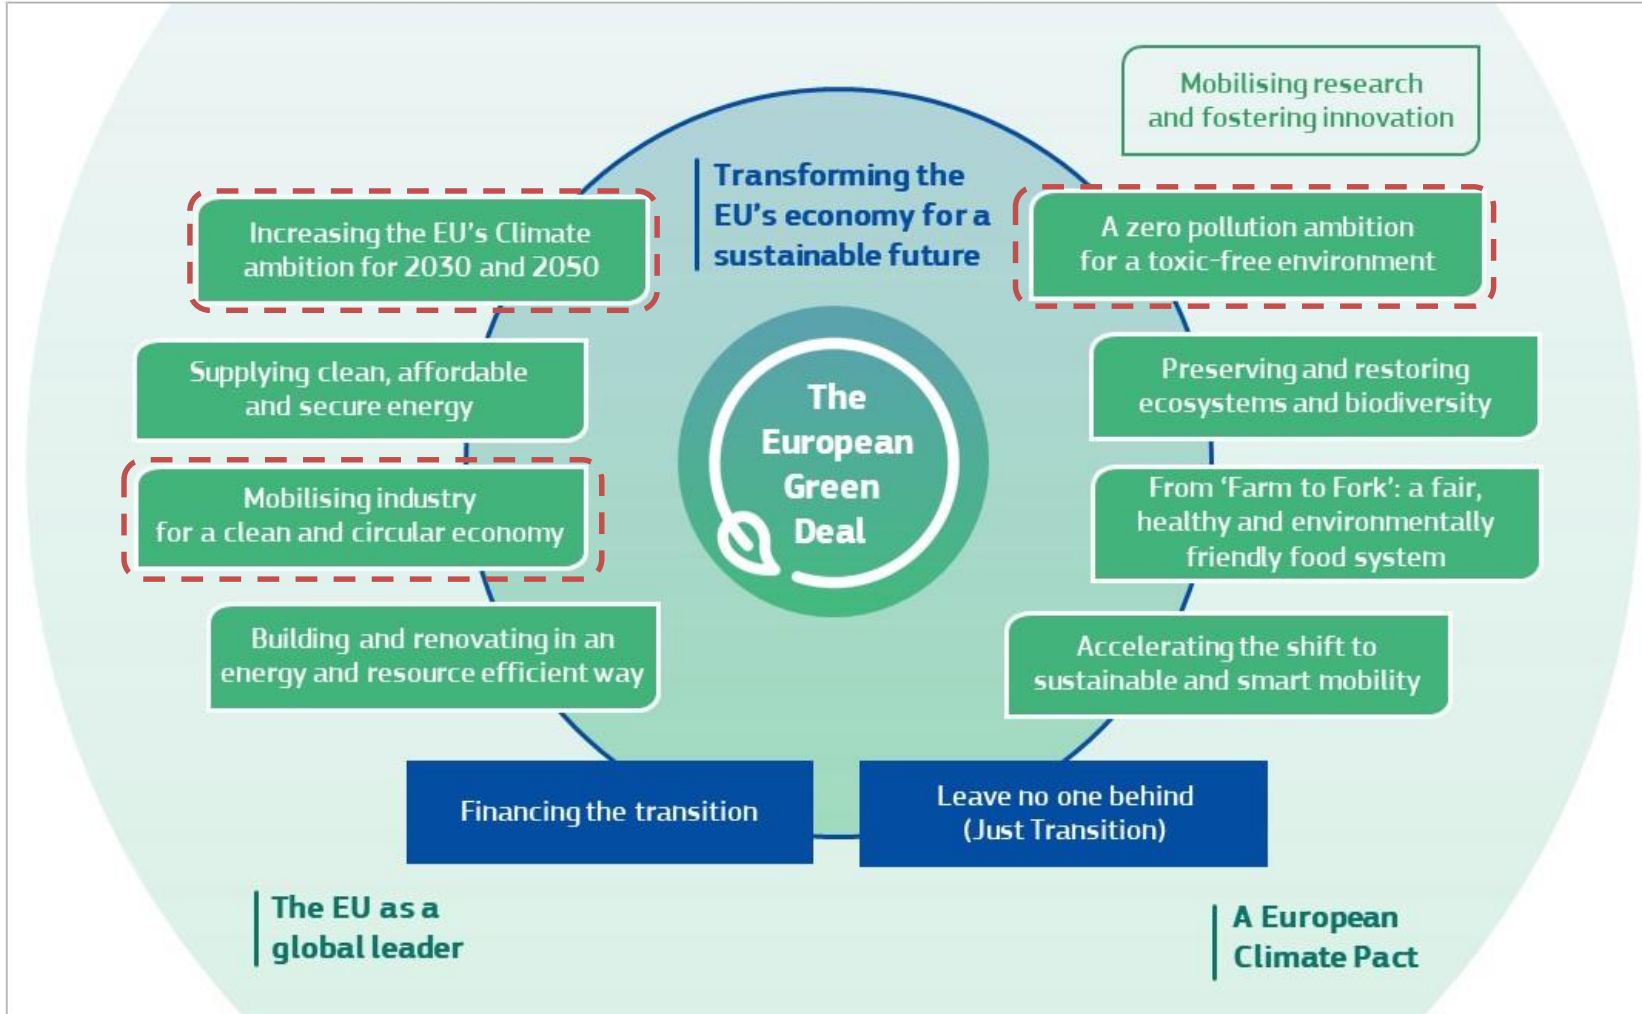 Mobilising research
and fostering innovation
Transforming the
EU's economy for a
sustainable future
Increasing the EU's Climate
ambition for 2030 and 2050
A zero pollution ambition
for a toxic-free environment
Supplying clean, affordable
and secure energy
Preserving and restoring
ecosystems and biodiversity
The
European
Green
Deal
Mobilising industry
for a clean and circular economy
From ‘Farm to Fork’: a fair,
healthy and environmentally
friendly food system
Building and renovating in an
energy and resource efficient way
Accelerating the shift to
sustainable and smart mobility
Financing the transition
Leave no one behind
(Just Transition)
The EU as a
global leader
A European
Climate Pact